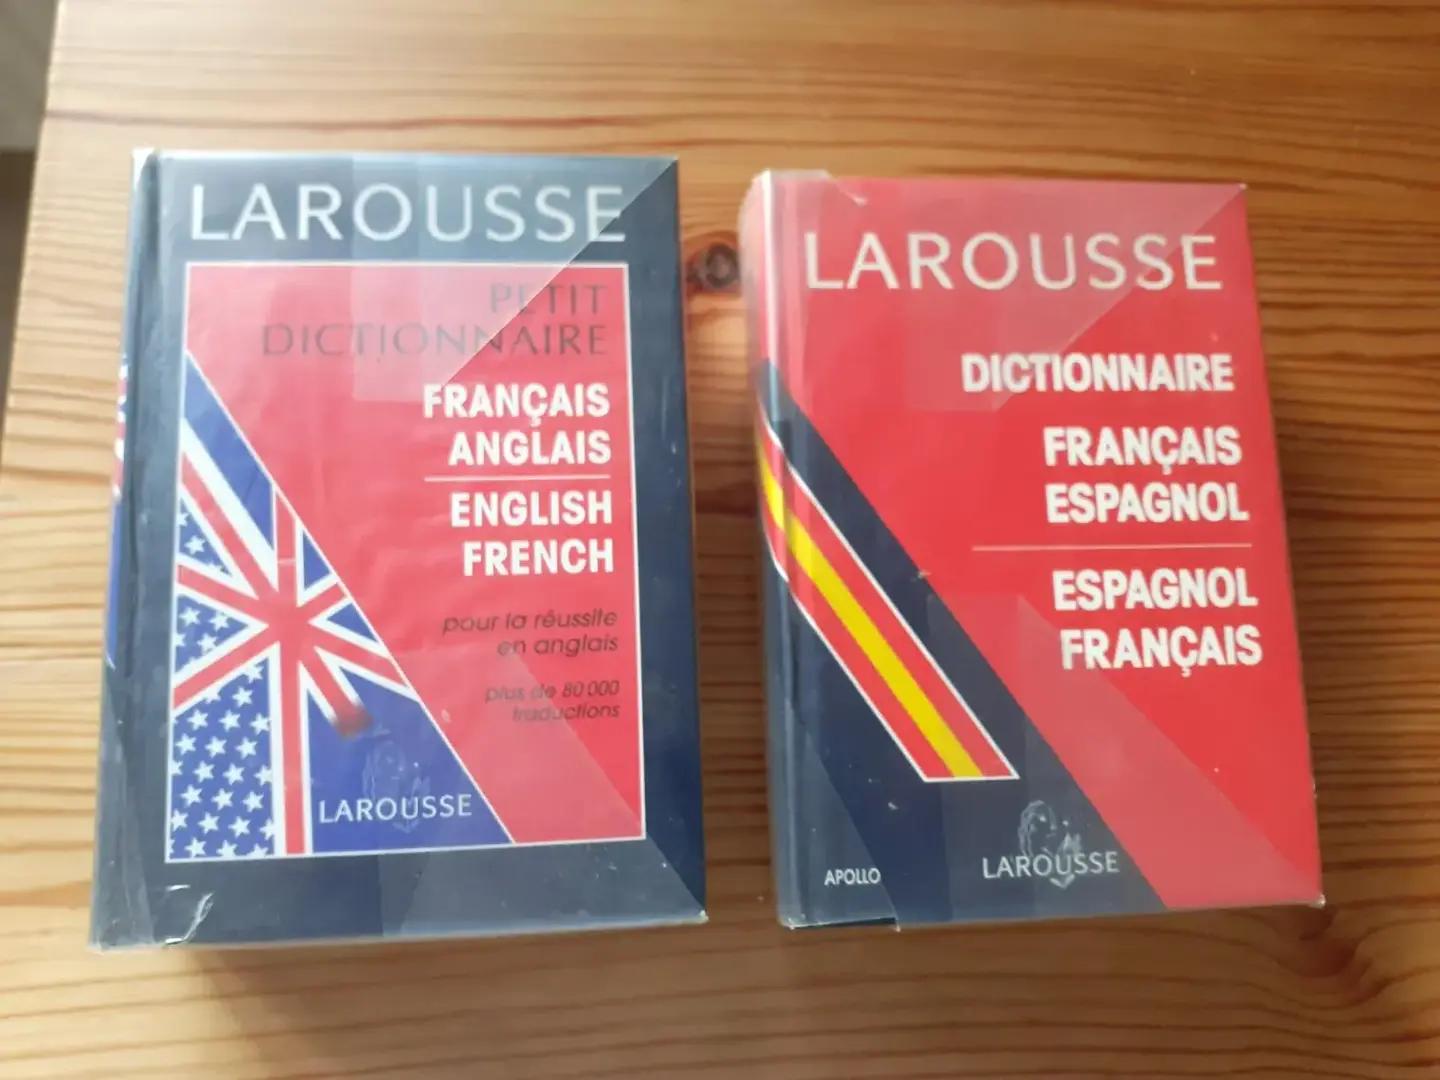 LAROUSSE
PETIT
DICTIONNAIRE
FRANÇAIS
ANGLAIS
ENGLISH
FRENCH
pour la réussite
en anglais
plus de 80 000
traductions
LAROUSSE
LAROUSSE
DICTIONNAIRE
FRANÇAIS
ESPAGNOL
ESPAGNOL
FRANÇAIS
APOLLO
LAROUSSE